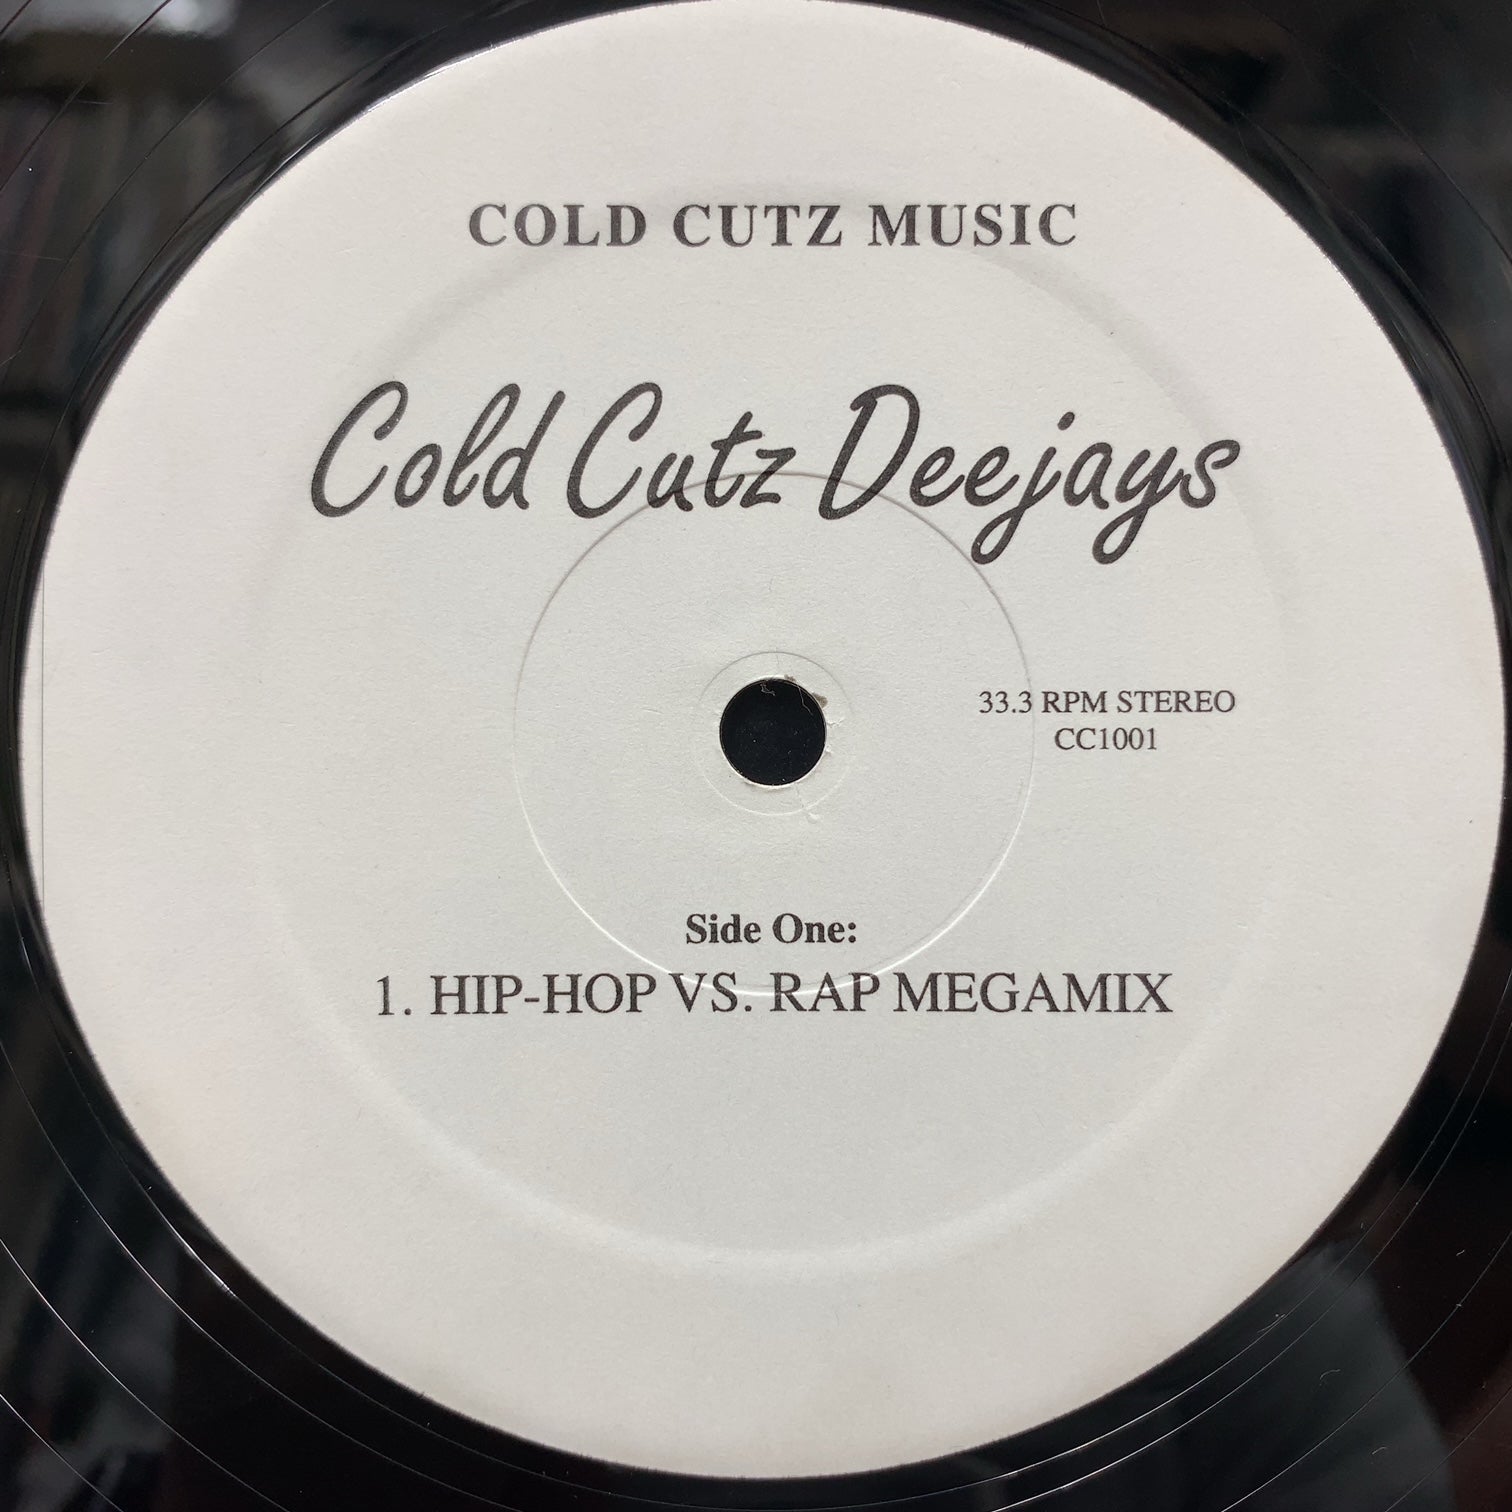 COLD CUTZ MUSIC
Cold Cutz Deejays
33.3 RPM STEREO
CC1001
Side One:
1. HIP-HOP VS. RAP MEGAMIX